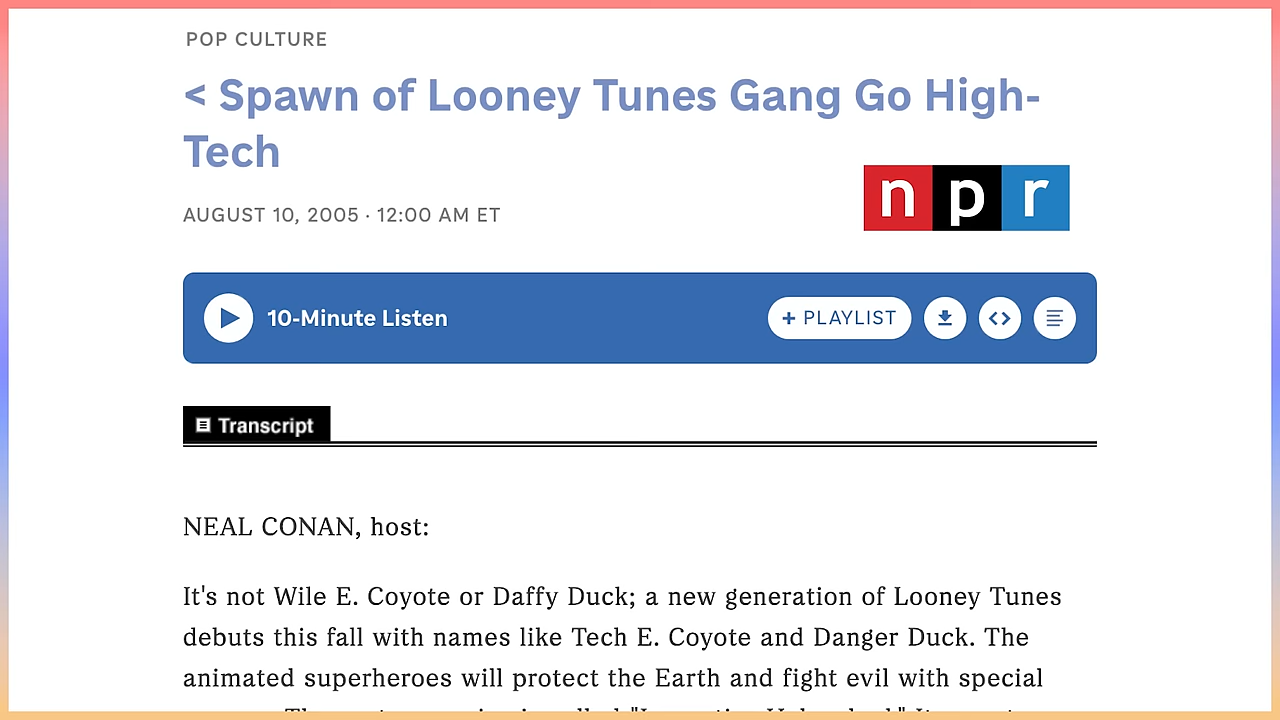 POP CULTURE
< Spawn of Looney Tunes Gang Go High-
Tech
AUGUST 10, 2005 · 12:00 AM ET
npr
10-Minute Listen
+ PLAYLIST
Transcript
NEAL CONAN, host:
It's not Wile E. Coyote or Daffy Duck; a new generation of Looney Tunes
debuts this fall with names like Tech E. Coyote and Danger Duck. The
animated superheroes will protect the Earth and fight evil with special